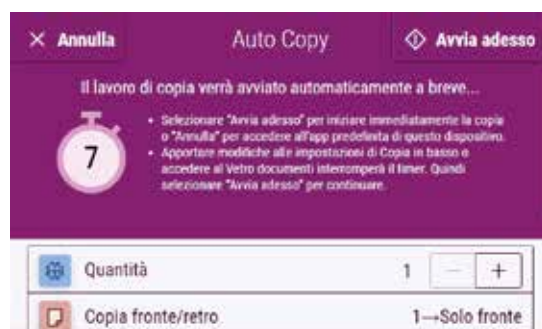 × Annulla Auto Copy Avvia adesso
Il lavoro di copia verrà avviato automaticamente a breve...
• Selezionare "Avvia adesso" per iniziare immediatamente la copia
o "Annulla" per accedere all'app predefinita di questo dispositivo.
7
• Apportare modifiche alle impostazioni di Copia in basso o
accedere al Vetro documenti interromperà il timer. Quindi
selezionare "Avvia adesso" per continuare.
Quantità 1 − +
Copia fronte/retro 1→Solo fronte